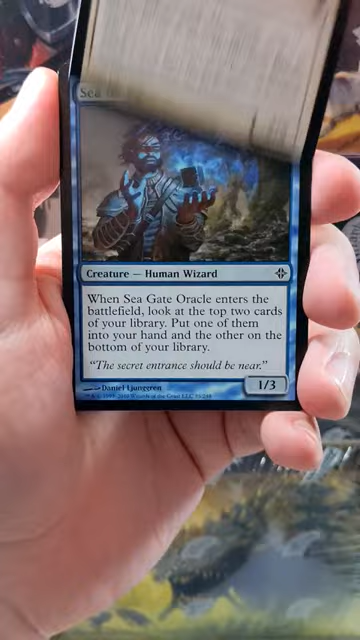 Sea
Creature — Human Wizard
When Sea Gate Oracle enters the
battlefield, look at the top two cards
of your library. Put one of them
into your hand and the other on the
bottom of your library.
"The secret entrance should be near."
1/3
Daniel Ljunggren